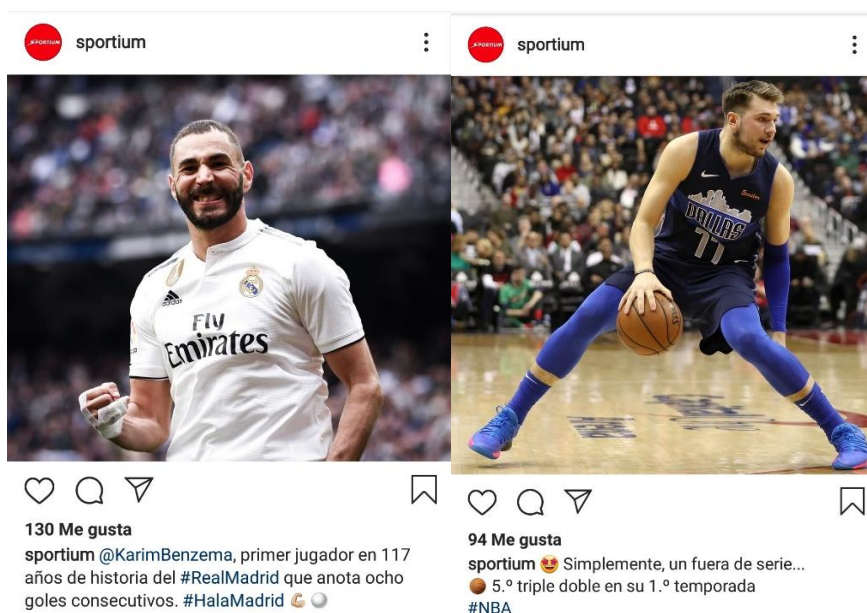 sportium
SPORTIUM
adidas
Fly
Emirates
130 Me gusta
sportium @KarimBenzema, primer jugador en 117
años de historia del #RealMadrid que anota ocho
goles consecutivos. #HalaMadrid 💪🏼 ⚪
sportium
SPORTIUM
DALLAS
77
94 Me gusta
sportium 🤩 Simplemente, un fuera de serie...
🏀 5.º triple doble en su 1.º temporada
#NBA